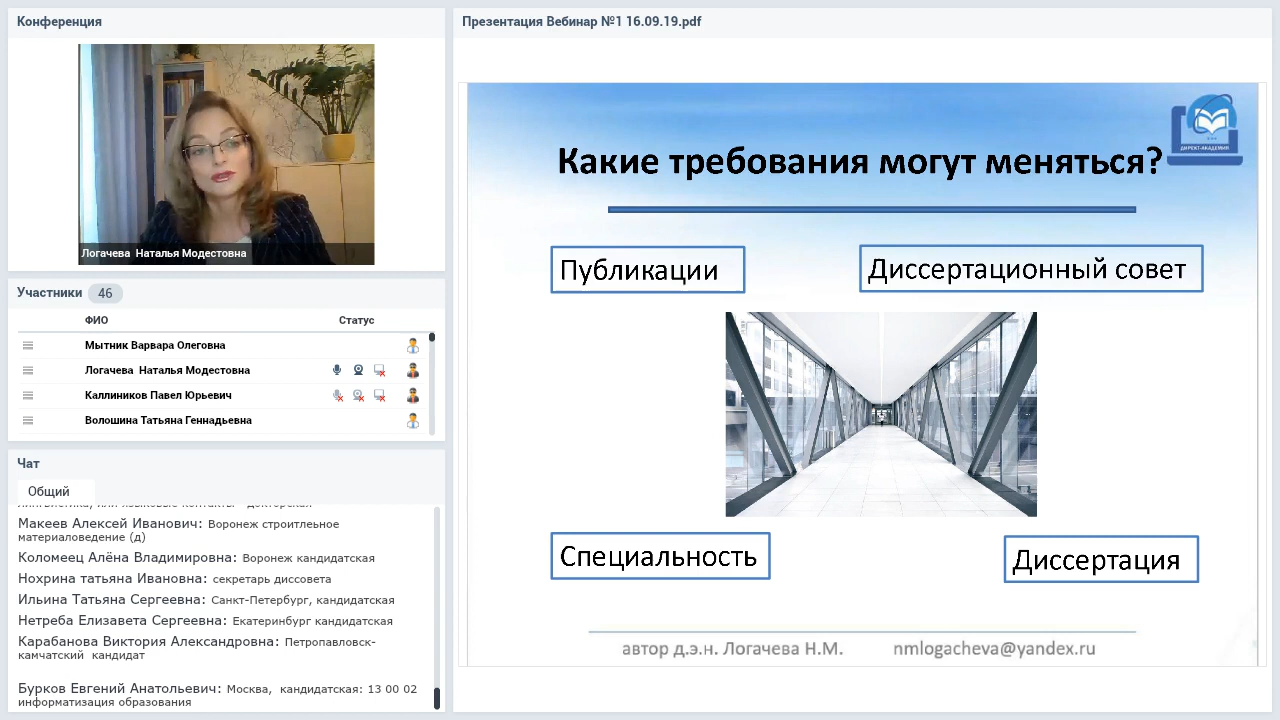 Конференция
Логачева Наталья Модестовна
Участники 46
ФИО Статус
Мытник Варвара Олеговна
Логачева Наталья Модестовна
Каллиников Павел Юрьевич
Волошина Татьяна Геннадьевна
Чат
Общий
Макеев Алексей Иванович: Воронеж строитлеьное
материаловедение (д)
Коломеец Алёна Владимировна: Воронеж кандидатская
Нохрина татьяна Ивановна: секретарь диссовета
Ильина Татьяна Сергеевна: Санкт-Петербург, кандидатская
Нетреба Елизавета Сергеевна: Екатеринбург кандидатская
Карабанова Виктория Александровна: Петропавловск-
камчатский кандидат
Бурков Евгений Анатольевич: Москва, кандидатская: 13 00 02
информатизация образования
Презентация Вебинар №1 16.09.19.pdf
ДИРЕКТ-АКАДЕМИЯ
Какие требования могут меняться?
Публикации
Диссертационный совет
Специальность
Диссертация
автор д.э.н. Логачева Н.М. nmlogacheva@yandex.ru